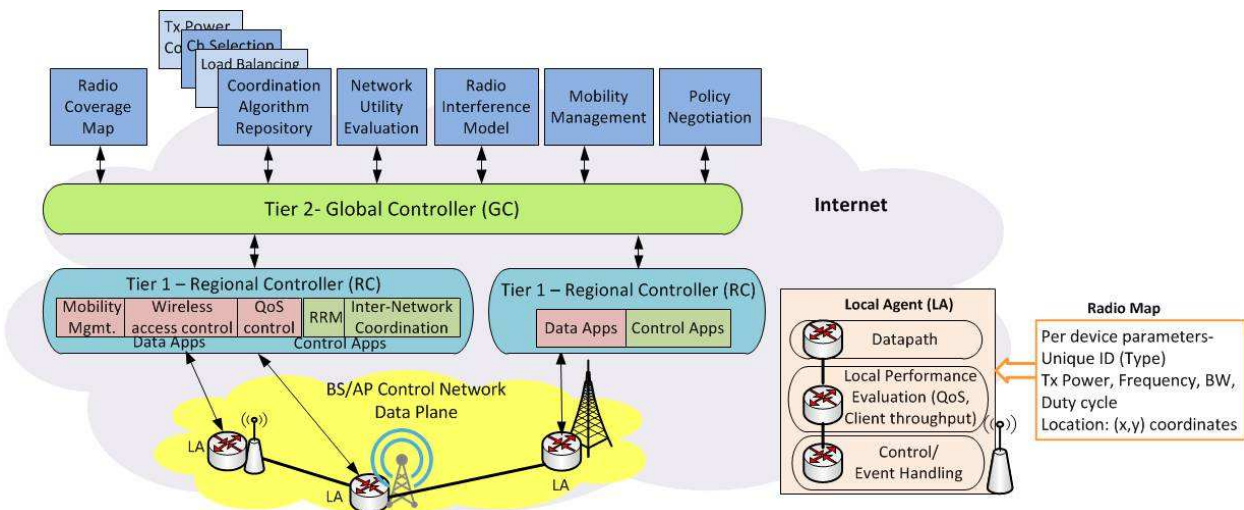 Tx Power
Co
Ch Selection
Load Balancing
Radio
Coverage
Map
Coordination
Algorithm
Repository
Network
Utility
Evaluation
Radio
Interference
Model
Mobility
Management
Policy
Negotiation
Tier 2- Global Controller (GC)
Internet
Tier 1 – Regional Controller (RC)
Mobility
Mgmt.
Wireless
access control
QoS
control
RRM
Inter-Network
Coordination
Data Apps
Control Apps
Tier 1 – Regional Controller (RC)
Data Apps
Control Apps
BS/AP Control Network
Data Plane
LA
LA
LA
Local Agent (LA)
Datapath
Local Performance
Evaluation (QoS,
Client throughput)
Control/
Event Handling
Radio Map
Per device parameters-
Unique ID (Type)
Tx Power, Frequency, BW,
Duty cycle
Location: (x,y) coordinates